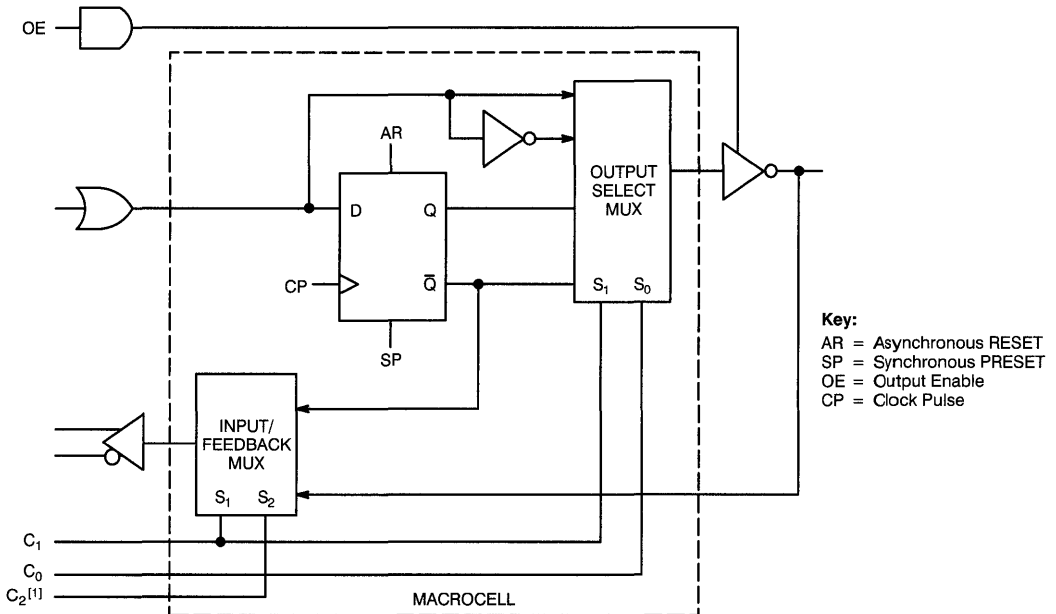 OE
AR
OUTPUT
SELECT
MUX
D
Q
CP
Q̅
S₁ S₀
SP
Key:
AR = Asynchronous RESET
SP = Synchronous PRESET
OE = Output Enable
CP = Clock Pulse
INPUT/
FEEDBACK
MUX
S₁ S₂
C₁
C₀
C₂[1]
MACROCELL